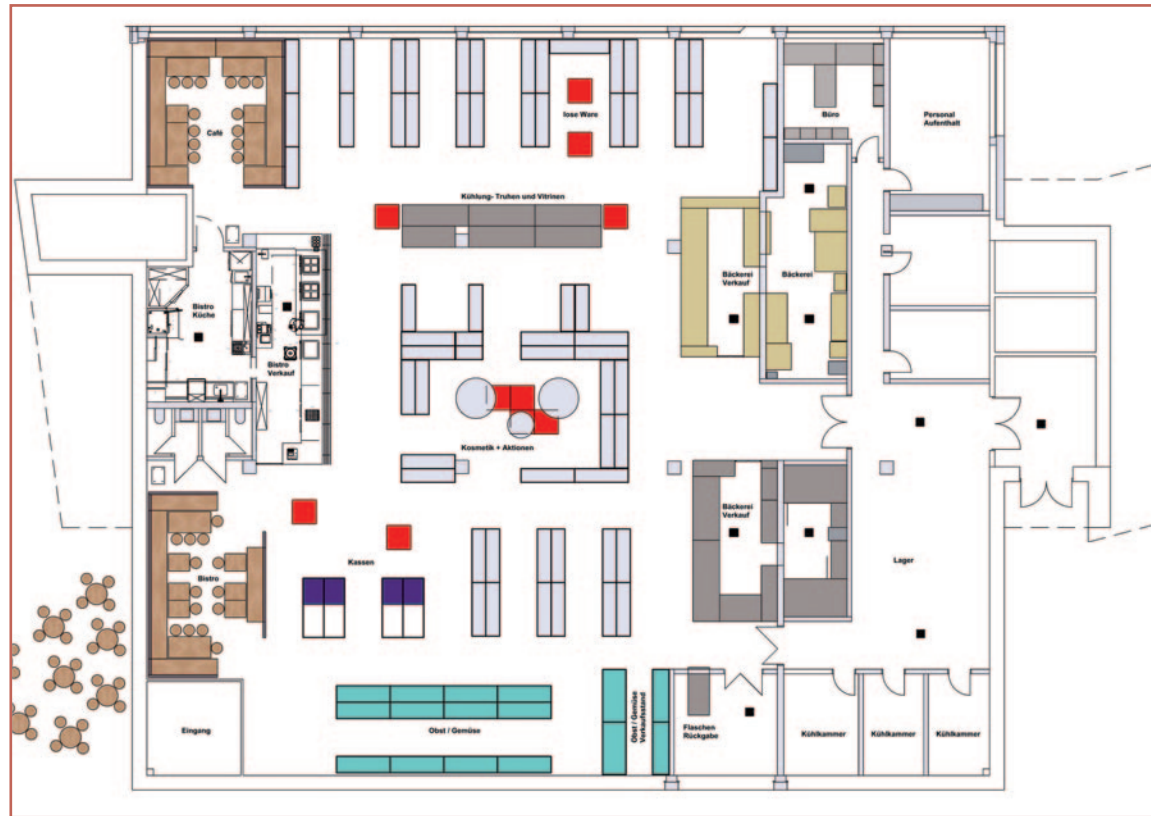 lose Ware
Büro
Personal
Aufenthalt
Café
Kühlung- Truhen und Vitrinen
Bäckerei
Verkauf
Bäckerei
Bistro
Küche
Bistro
Verkauf
Kosmetik + Aktionen
Bäckerei
Verkauf
Kassen
Lager
Bistro
Eingang
Obst / Gemüse
Obst / Gemüse
Verkaufsstand
Flaschen
Rückgabe
Kühlkammer
Kühlkammer
Kühlkammer